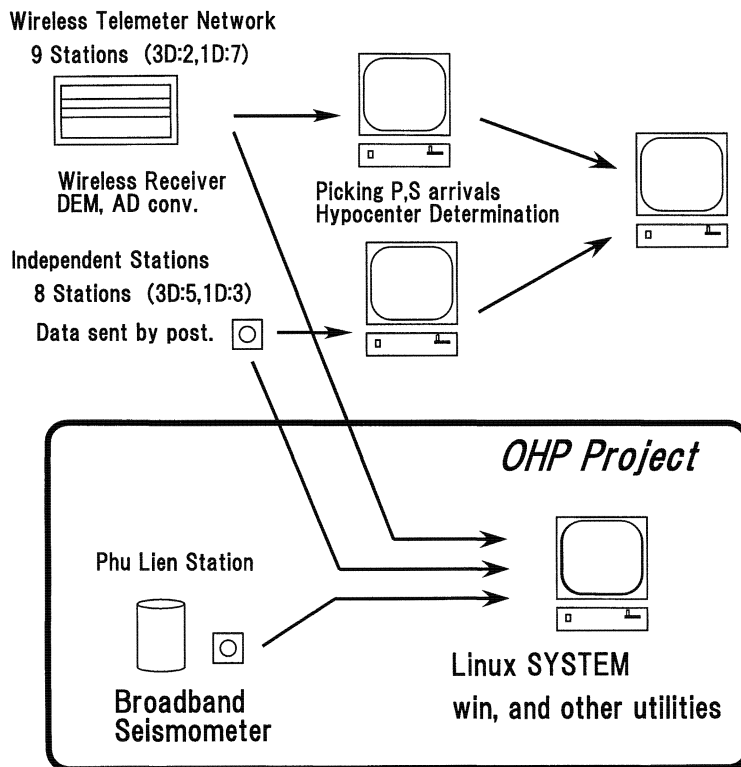 Wireless Telemeter Network
9 Stations (3D:2,1D:7)
Wireless Receiver
DEM, AD conv.
Picking P,S arrivals
Hypocenter Determination
Independent Stations
8 Stations (3D:5,1D:3)
Data sent by post.
OHP Project
Phu Lien Station
Broadband
Seismometer
Linux SYSTEM
win, and other utilities